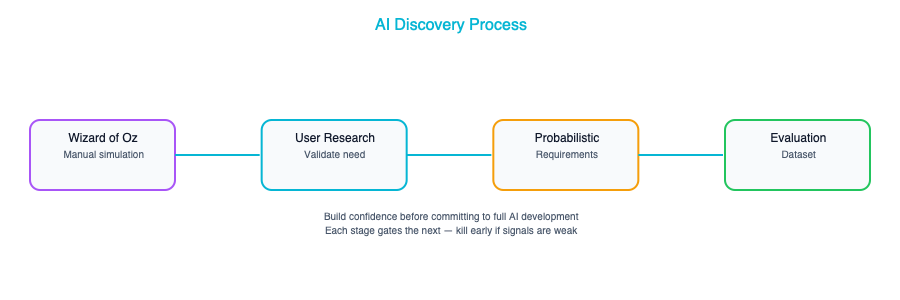 AI Discovery Process
Wizard of Oz
Manual simulation
User Research
Validate need
Probabilistic
Requirements
Evaluation
Dataset
Build confidence before committing to full AI development
Each stage gates the next — kill early if signals are weak